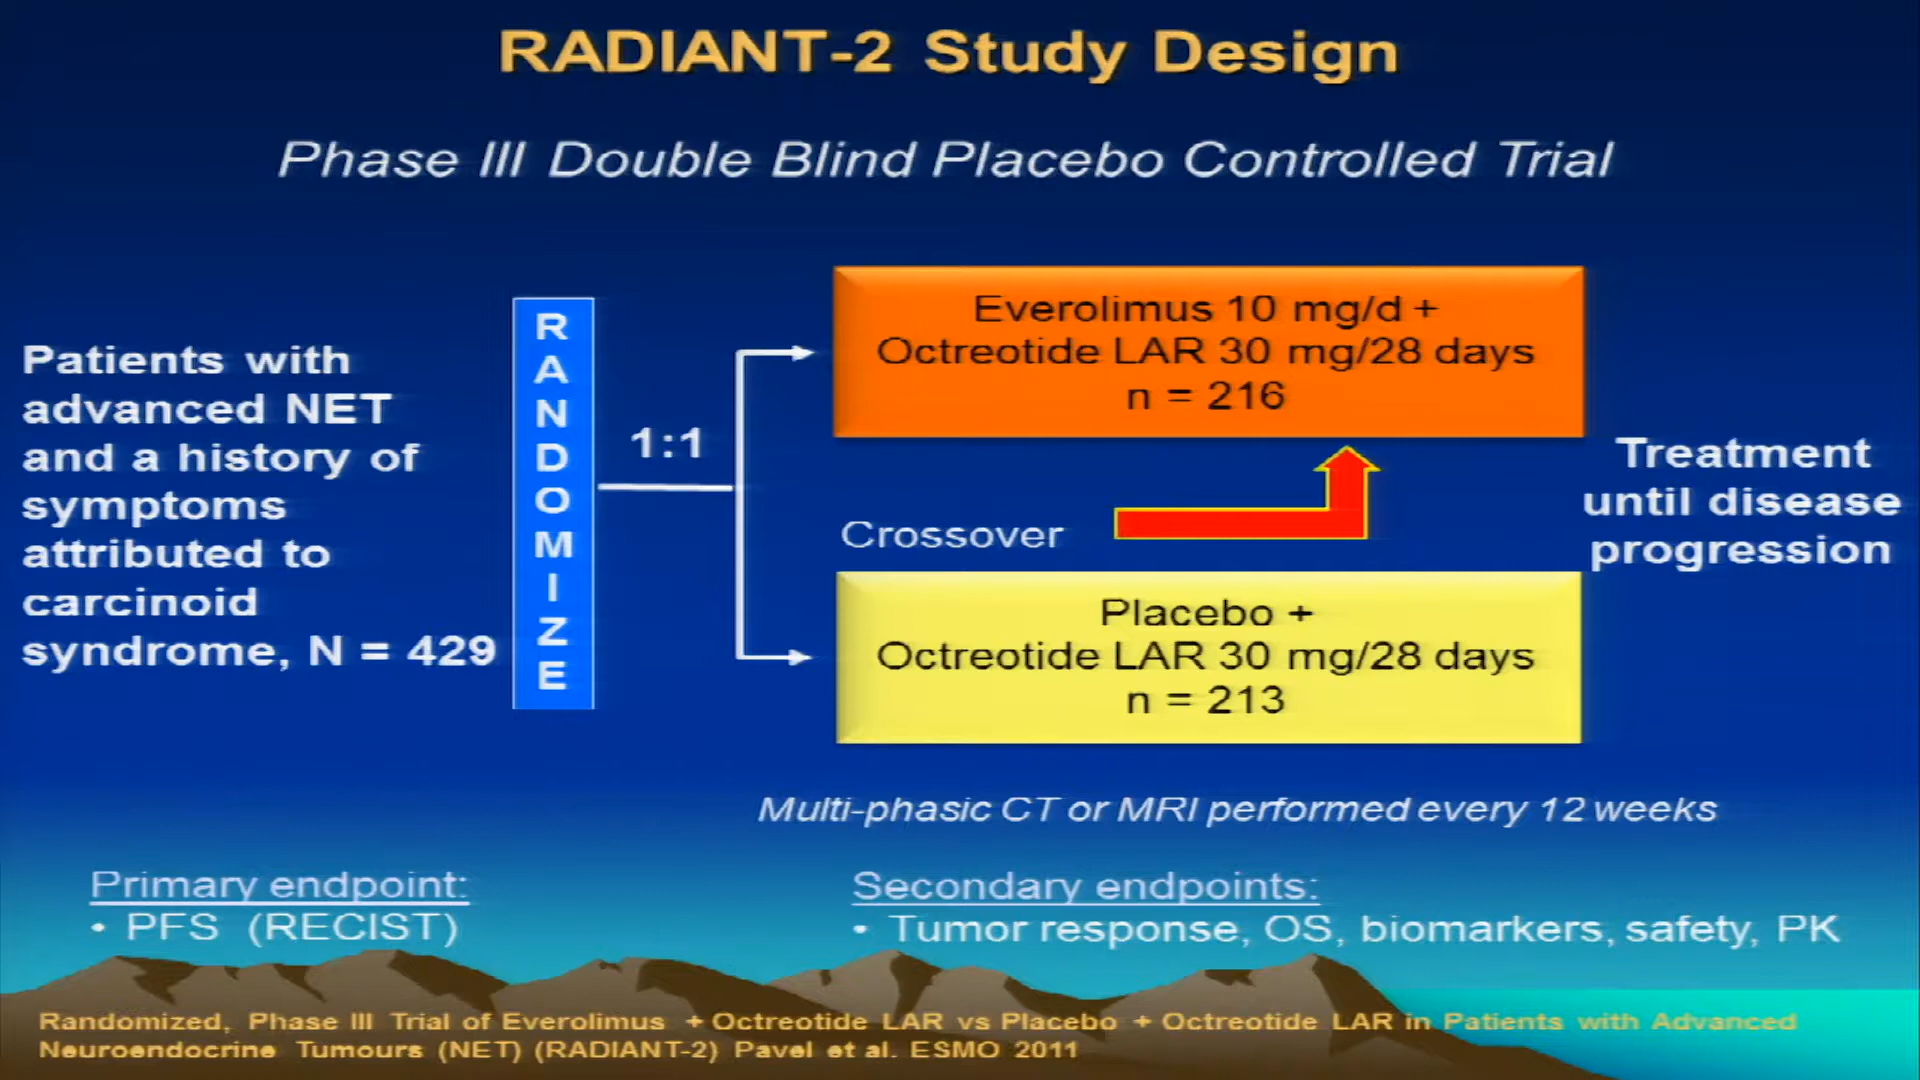 RADIANT-2 Study Design
Phase III Double Blind Placebo Controlled Trial
Patients with
advanced NET
and a history of
symptoms
attributed to
carcinoid
syndrome, N = 429
RANDOMIZE
1:1
Everolimus 10 mg/d +
Octreotide LAR 30 mg/28 days
n = 216
Crossover
Placebo +
Octreotide LAR 30 mg/28 days
n = 213
Treatment
until disease
progression
Multi-phasic CT or MRI performed every 12 weeks
Primary endpoint:
• PFS (RECIST)
Secondary endpoints:
• Tumor response, OS, biomarkers, safety, PK
Randomized, Phase III Trial of Everolimus + Octreotide LAR vs Placebo + Octreotide LAR in Patients with Advanced
Neuroendocrine Tumours (NET) (RADIANT-2) Pavel et al. ESMO 2011